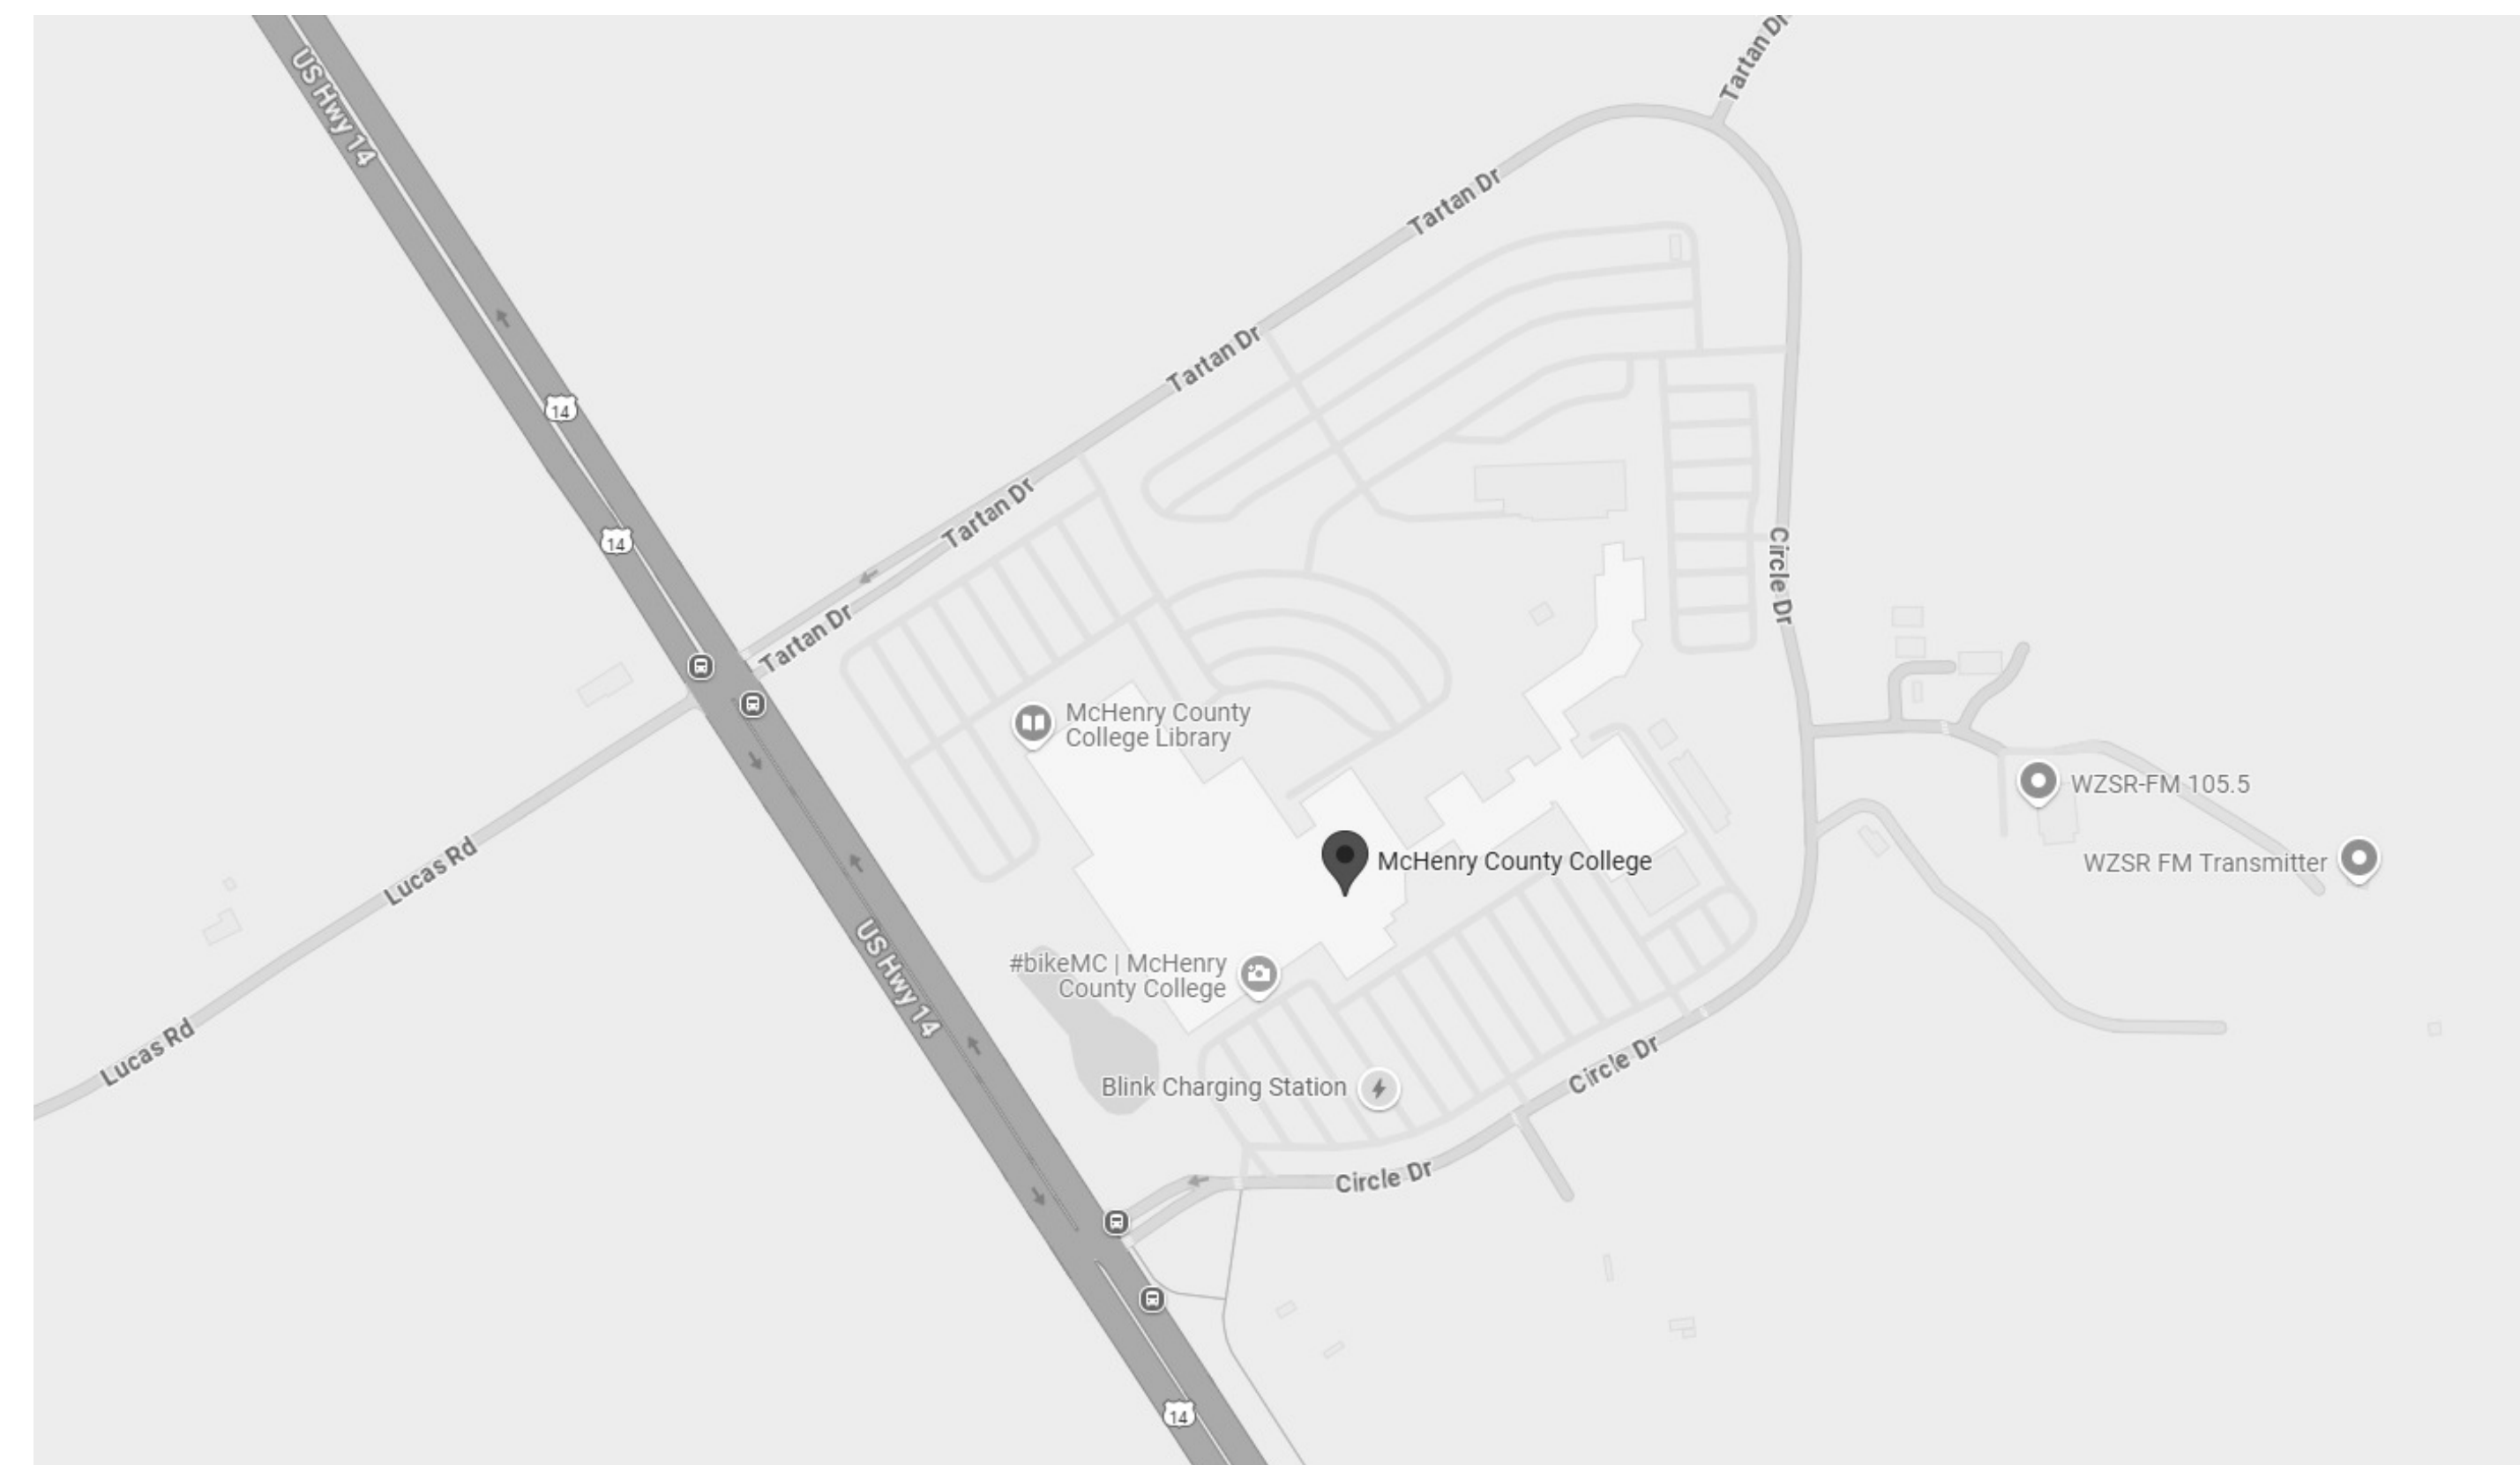 Tartan Dr
US Hwy 14
Tartan Dr
Tartan Dr
14
Tartan Dr
14
Circle Dr
Tartan Dr
McHenry County
College Library
WZSR-FM 105.5
Lucas Rd
McHenry County College
WZSR FM Transmitter
US Hwy 14
#bikeMC | McHenry
County College
Lucas Rd
Circle Dr
Blink Charging Station
Circle Dr
14